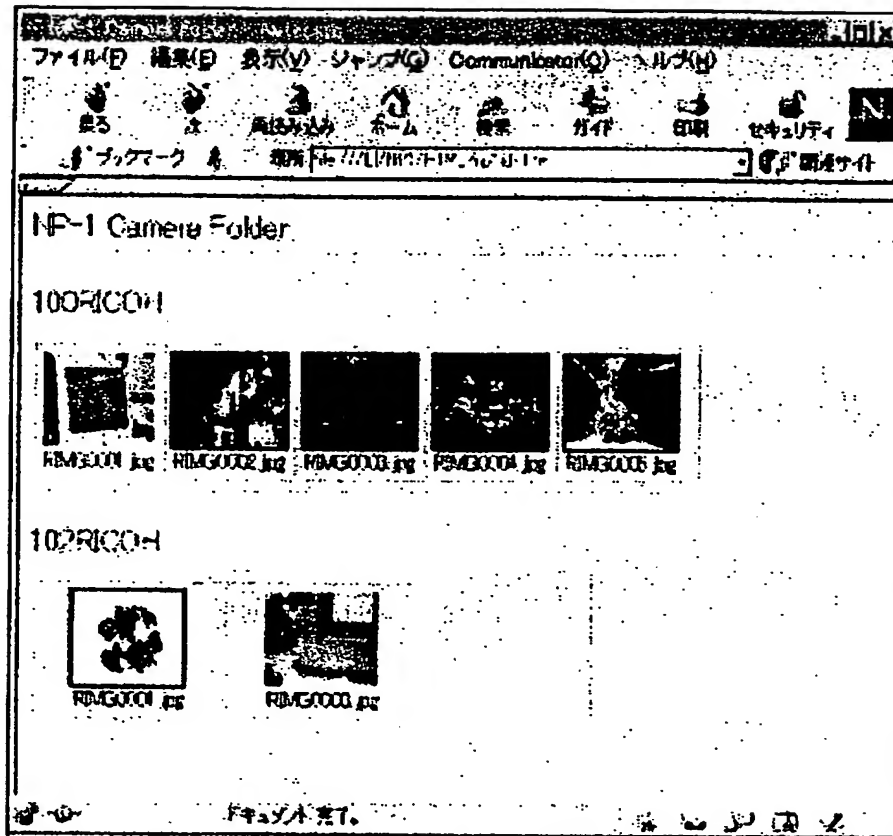 ファイル(F) 編集(E) 表示(V) ジャンプ(G) Communicator(C) ヘルプ(H)
戻る 次 再読み込み ホーム 検索 ガイド 印刷 セキュリティ N
ブックマーク 場所 関連サイト
NP-1 Camera Folder
100RICOH
RIMG0001.jpg RIMG0002.jpg RIMG0003.jpg RIMG0004.jpg RIMG0005.jpg
102RICOH
RIMG0001.jpg
ドキュメント 完了。